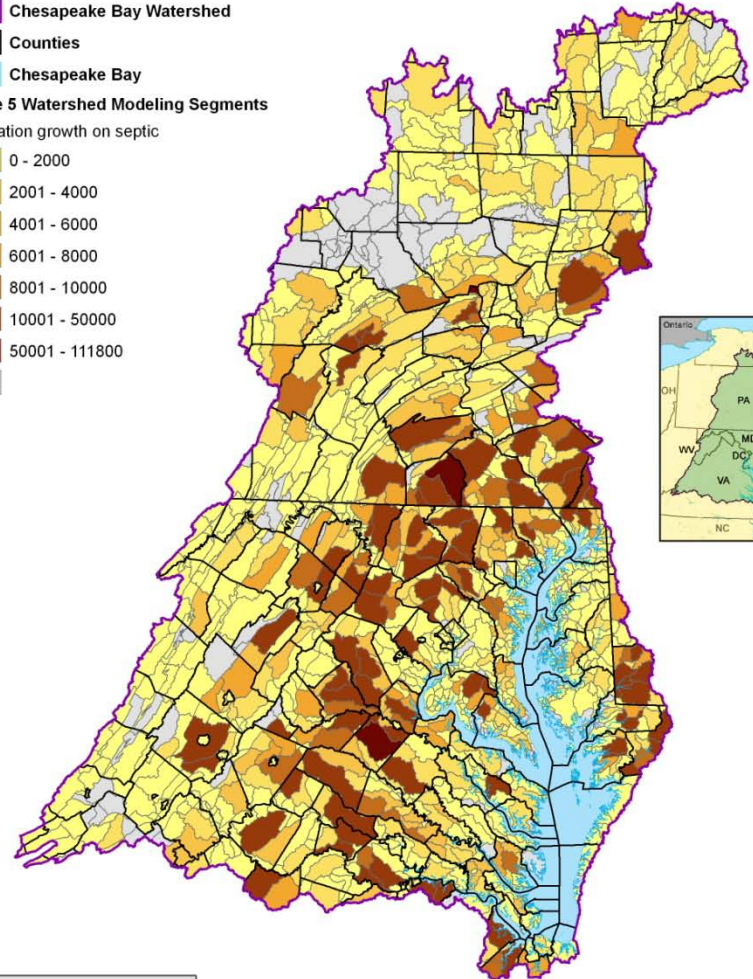 Chesapeake Bay Watershed
Counties
Chesapeake Bay
5 Watershed Modeling Segments
growth on septic
0 - 2000
2001 - 4000
4001 - 6000
6001 - 8000
8001 - 10000
10001 - 50000
50001 - 111800
Ontario
OH
PA
MD
WV
DC
VA
NC